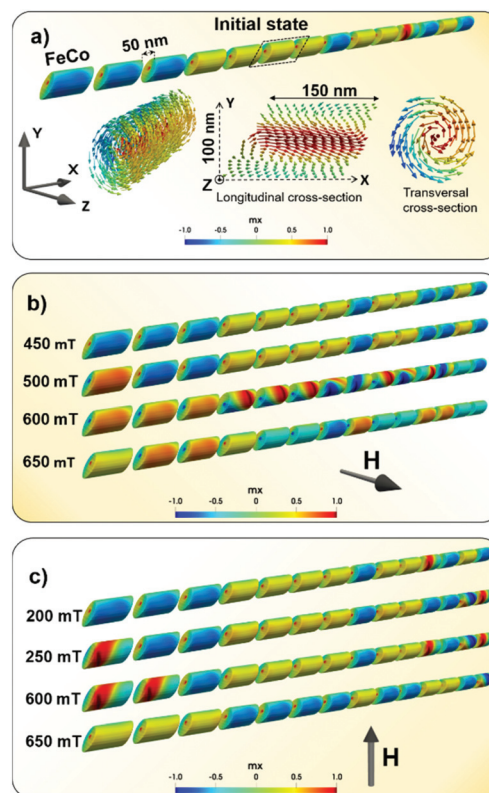 a)
Initial state
FeCo
50 nm
Y
X
Z
100 nm
Y
150 nm
Z
X
Longitudinal cross-section
Transversal
cross-section
mx
-1.0 -0.5 0 0.5 1.0
b)
450 mT
500 mT
600 mT
650 mT
H
mx
-1.0 -0.5 0 0.5 1.0
c)
200 mT
250 mT
600 mT
650 mT
H
mx
-1.0 -0.5 0 0.5 1.0